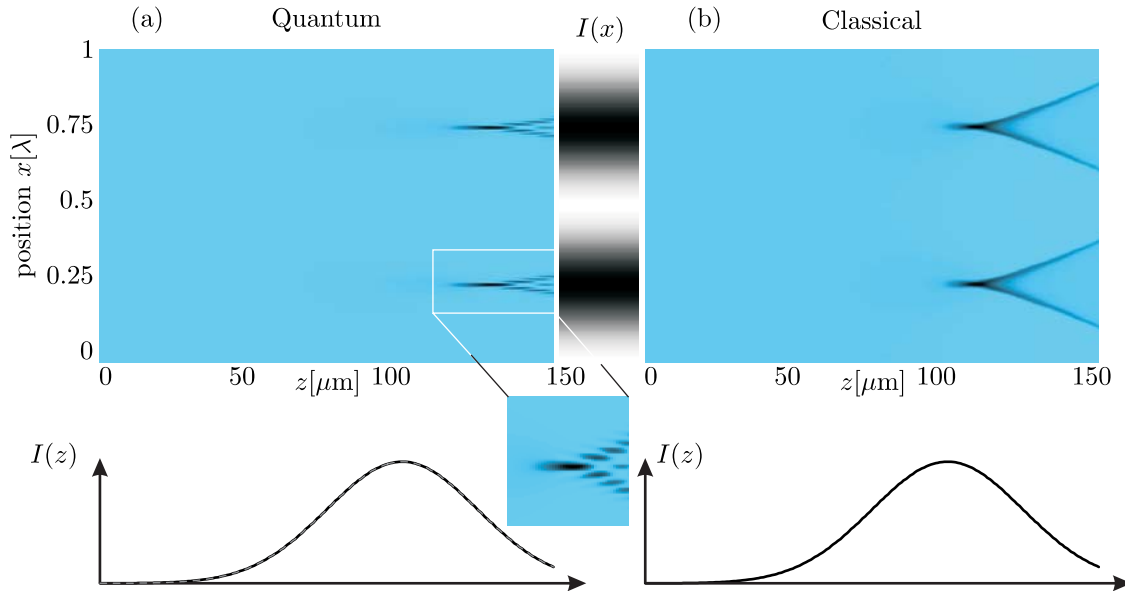 (a) Quantum
I(x)
(b) Classical
position x[λ]
1
0.75
0.5
0.25
0
0 50 z[μm] 100 150
0 50 z[μm] 100 150
I(z)
I(z)